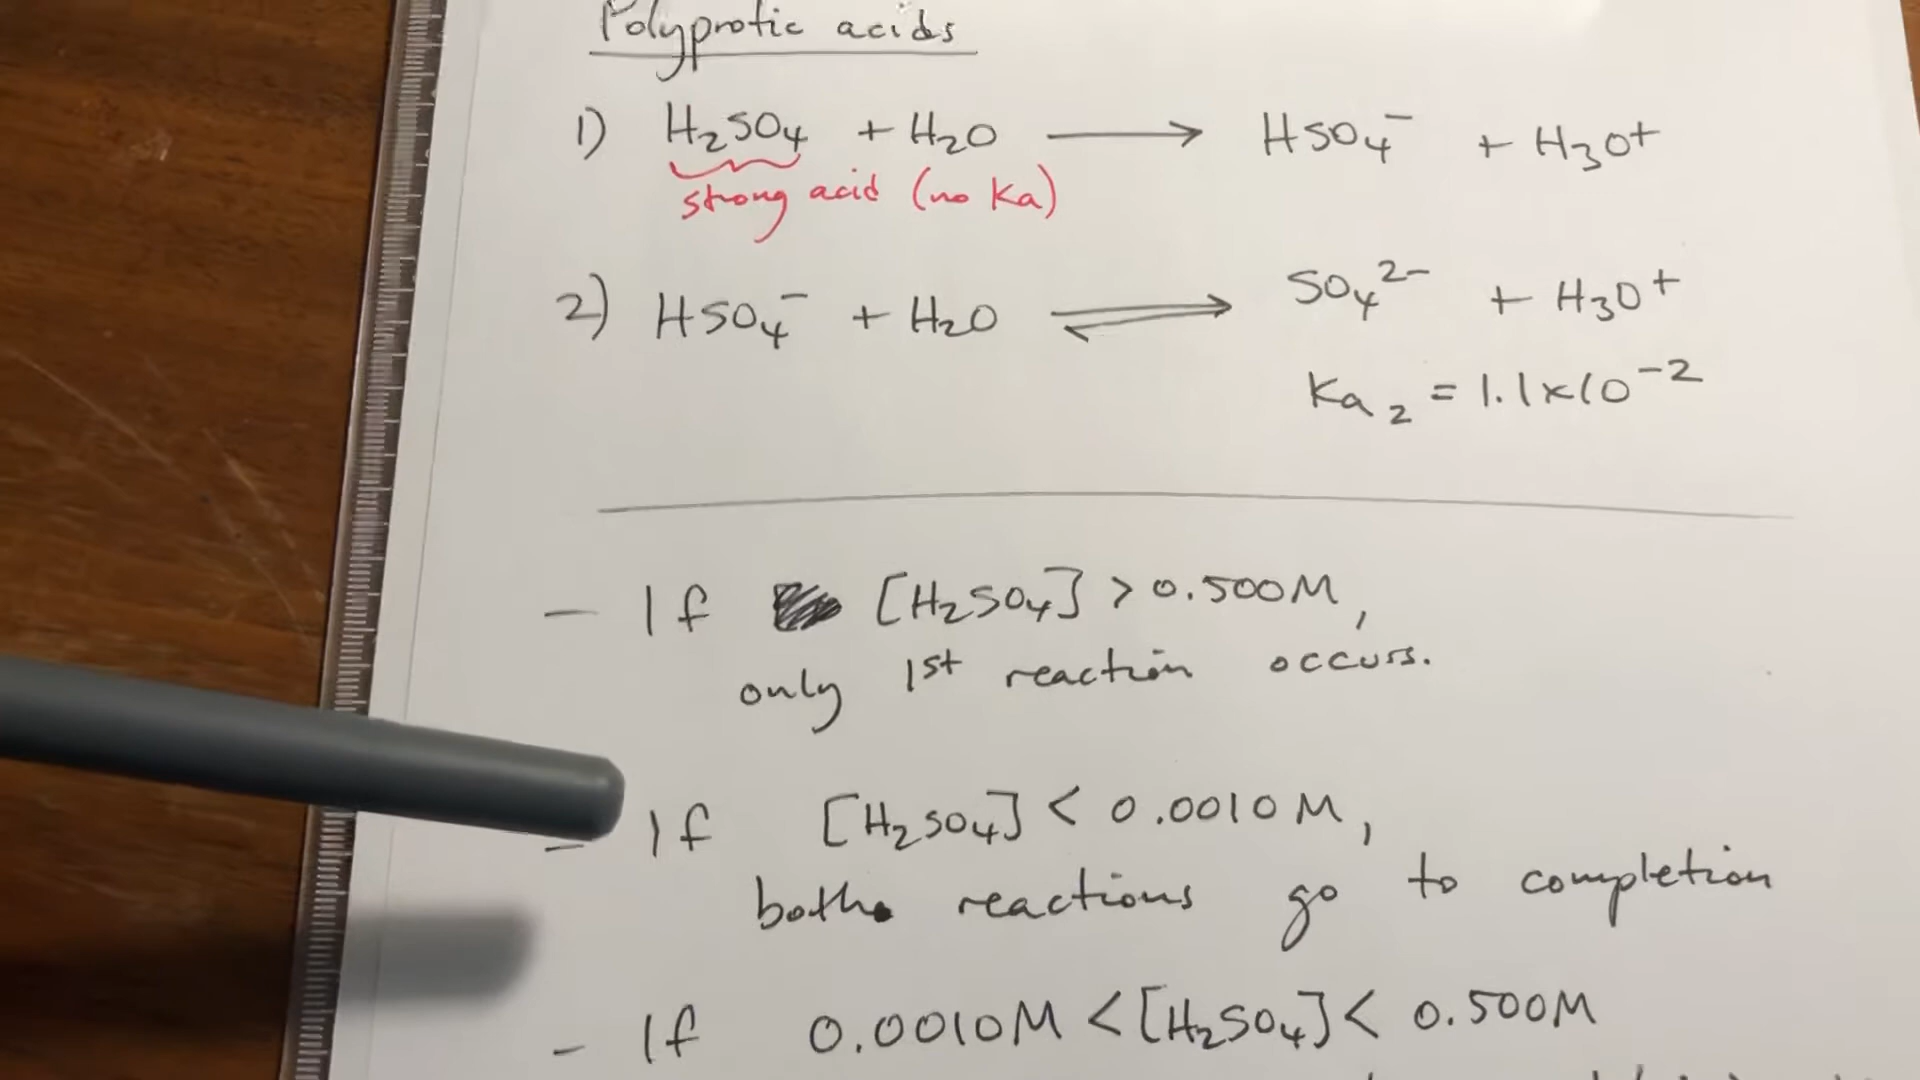 Polyprotic acids
1) H₂SO₄ + H₂O ⟶ HSO₄⁻ + H₃O⁺
strong acid (no Ka)
2) HSO₄⁻ + H₂O ⇌ SO₄²⁻ + H₃O⁺
Ka₂ = 1.1x10⁻²
- If [H₂SO₄] > 0.500M,
only 1st reaction occurs.
- If [H₂SO₄] < 0.0010M,
both reactions go to completion
- If 0.0010M < [H₂SO₄] < 0.500M